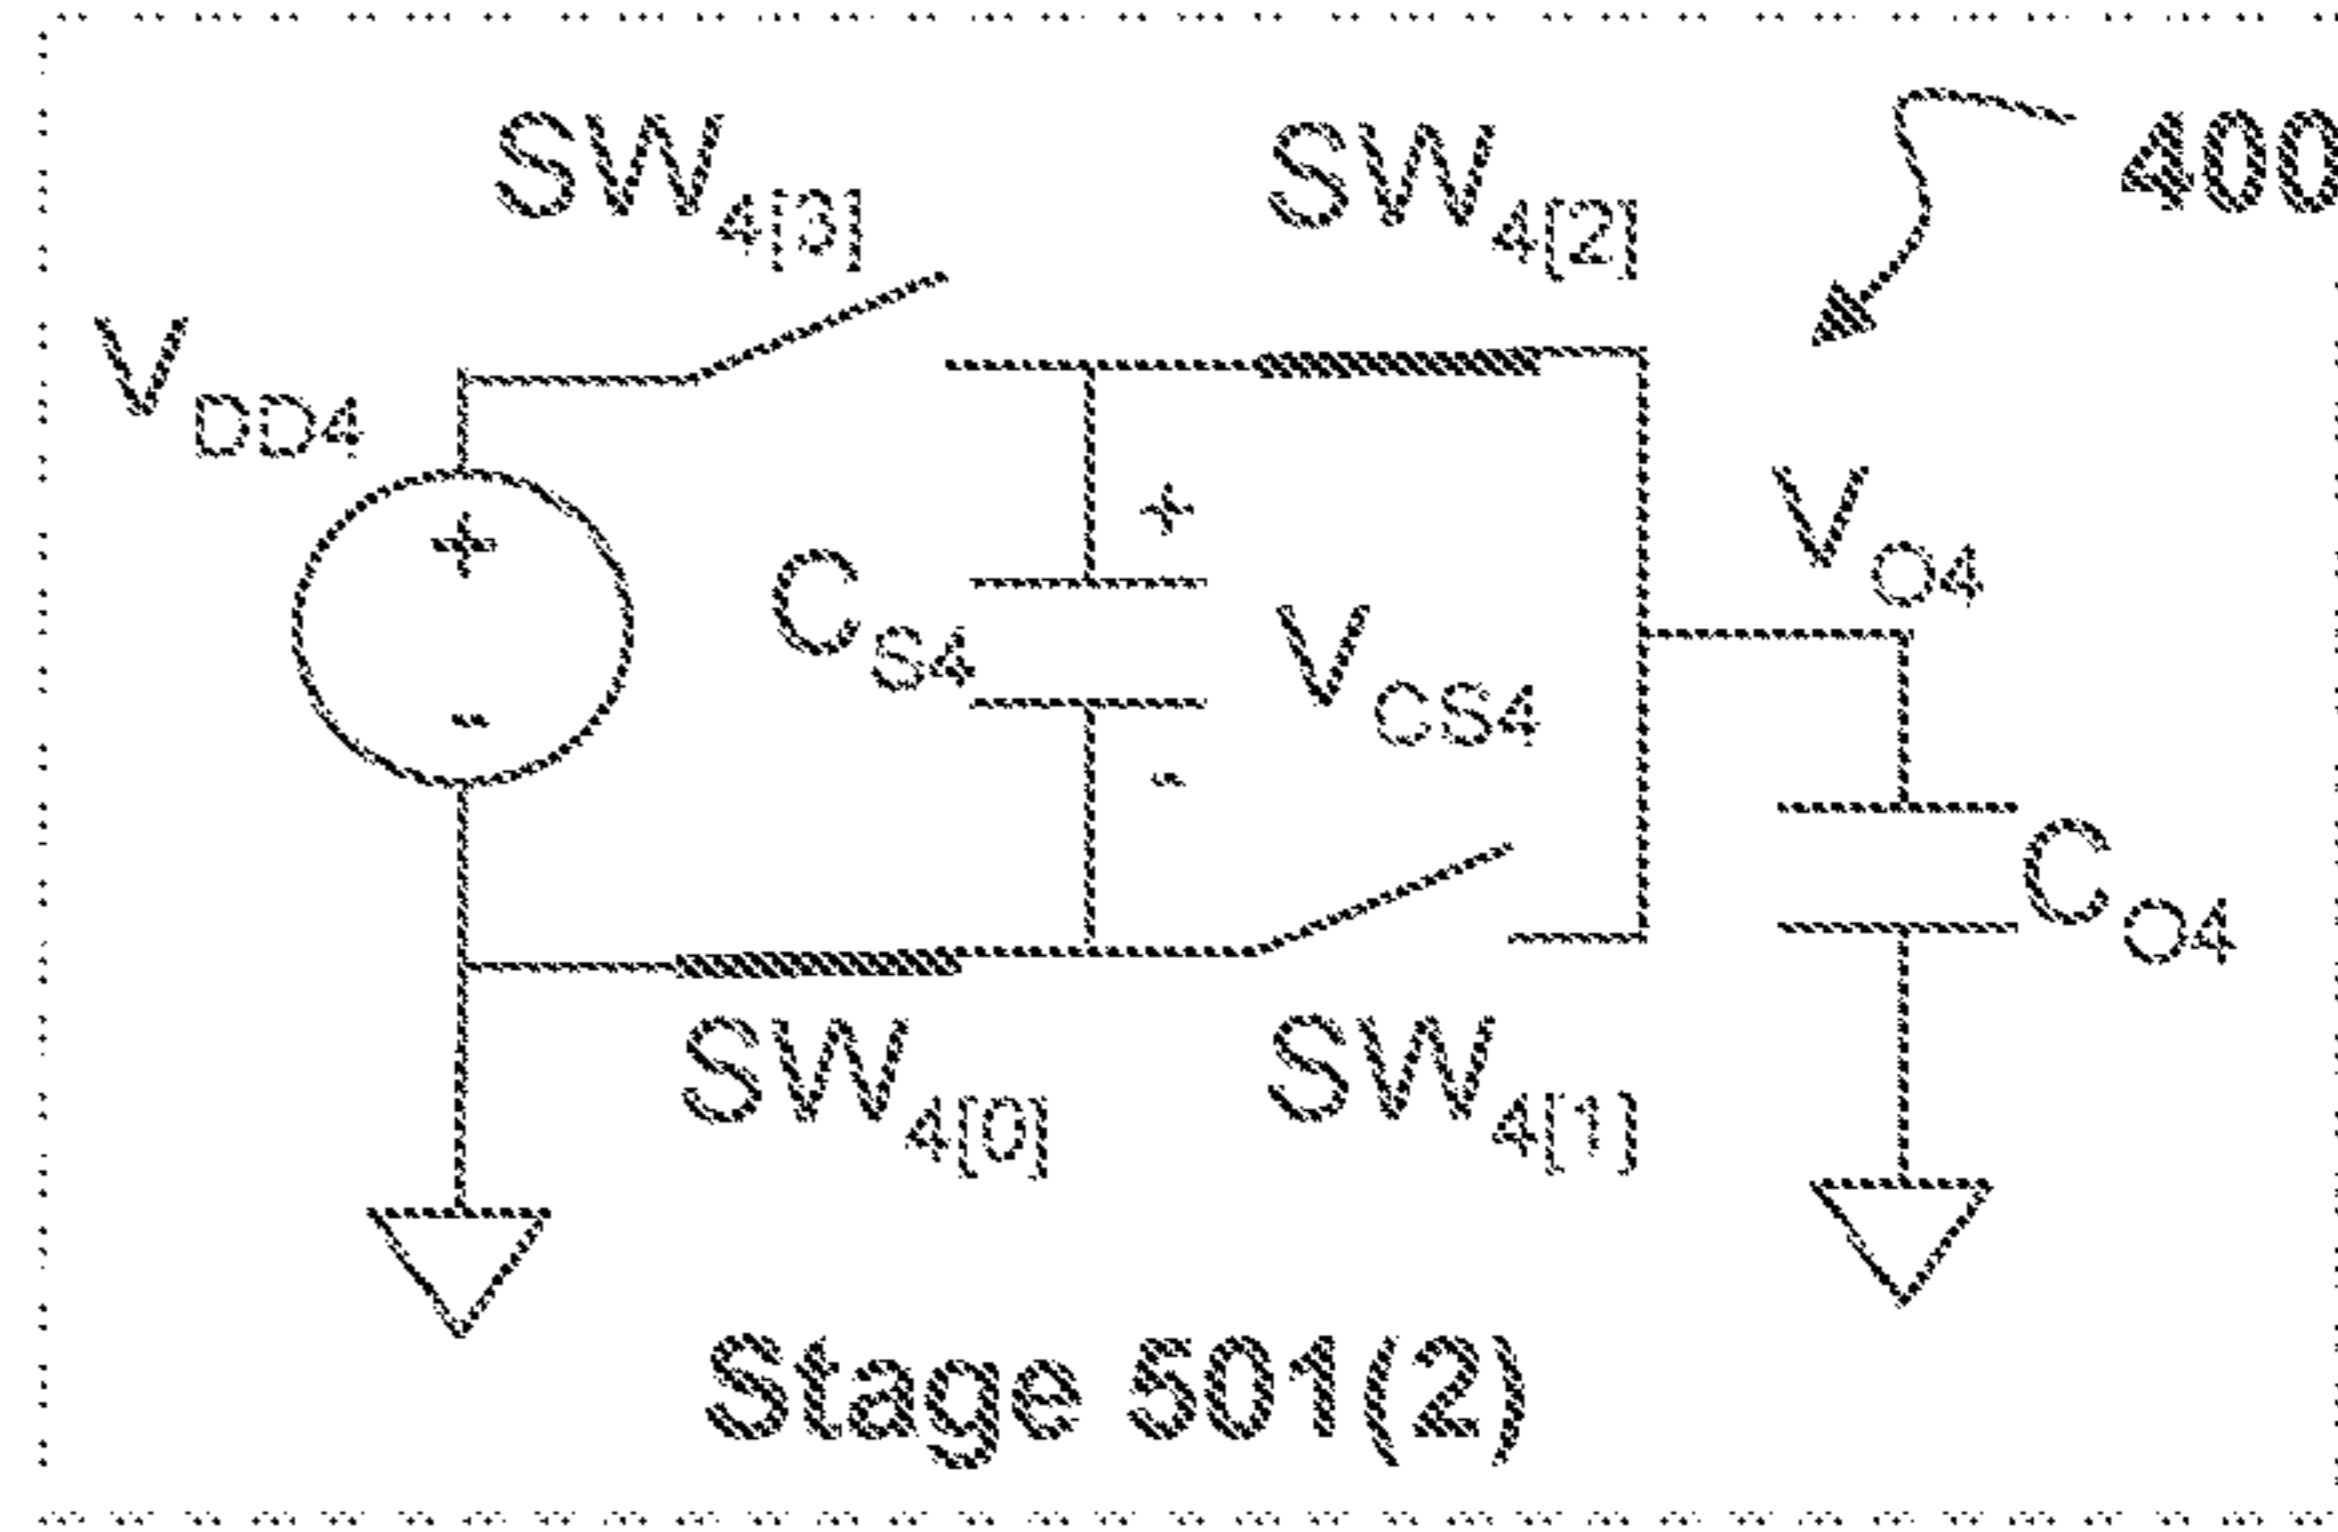 SW4[3]
SW4[2]
400
VDD4
+
-
CS4
+
VCS4
-
VO4
CO4
SW4[0]
SW4[1]
Stage 501(2)